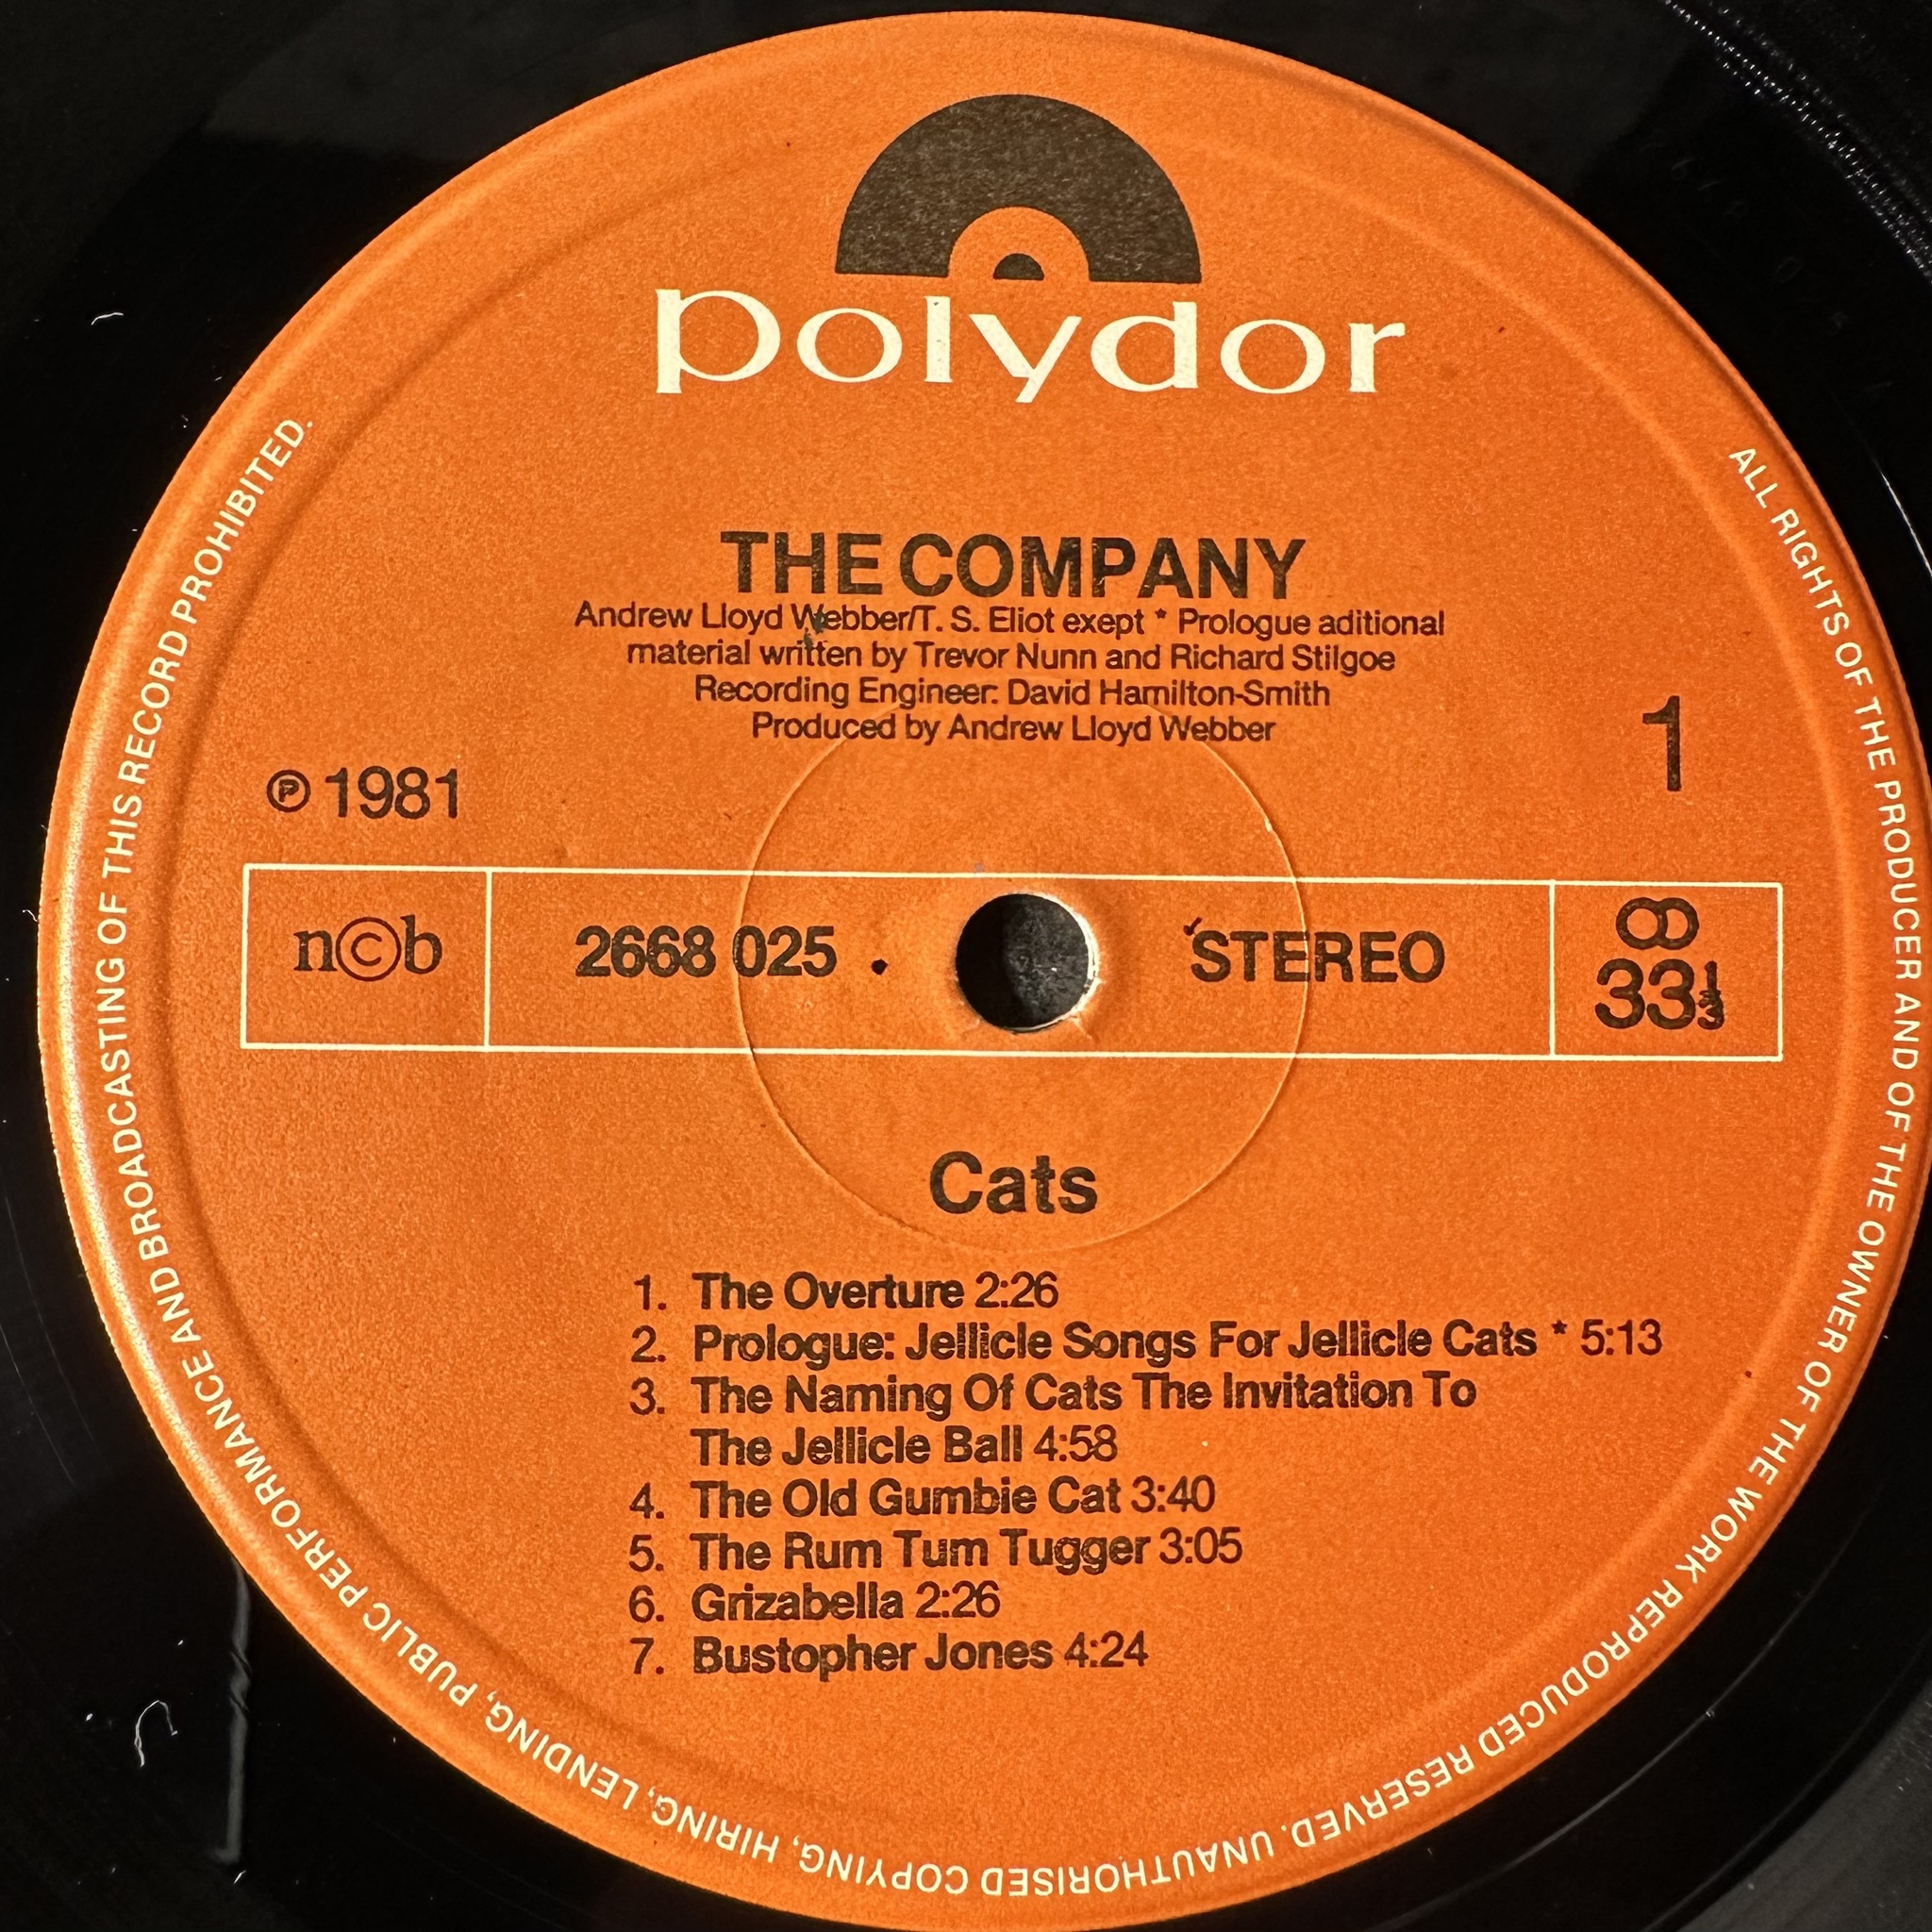 polydor
THE COMPANY
Andrew Lloyd Webber/T. S. Eliot exept * Prologue aditional
material written by Trevor Nunn and Richard Stilgoe
Recording Engineer: David Hamilton-Smith
Produced by Andrew Lloyd Webber
℗ 1981
1
n©b
2668 025
STEREO
33 1/3
Cats
1. The Overture 2:26
2. Prologue: Jellicle Songs For Jellicle Cats * 5:13
3. The Naming Of Cats The Invitation To
The Jellicle Ball 4:58
4. The Old Gumbie Cat 3:40
5. The Rum Tum Tugger 3:05
6. Grizabella 2:26
7. Bustopher Jones 4:24
ALL RIGHTS OF THE PRODUCER AND OF THE OWNER OF THE WORK REPRODUCED RESERVED. UNAUTHORISED COPYING, HIRING, LENDING, PUBLIC PERFORMANCE AND BROADCASTING OF THIS RECORD PROHIBITED.